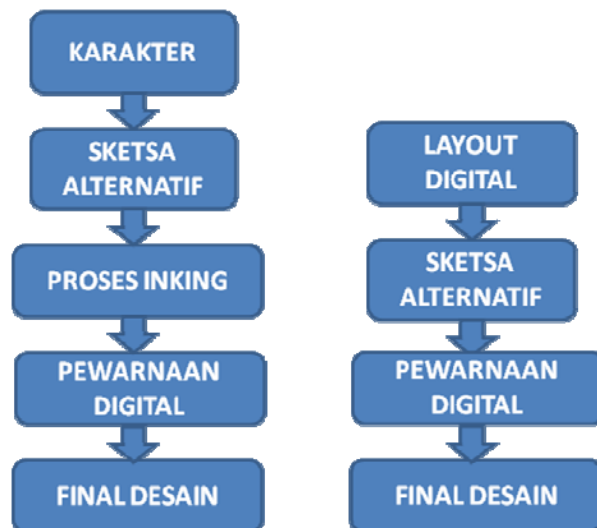 KARAKTER
SKETSA
ALTERNATIF
PROSES INKING
PEWARNAAN
DIGITAL
FINAL DESAIN
LAYOUT
DIGITAL
SKETSA
ALTERNATIF
PEWARNAAN
DIGITAL
FINAL DESAIN